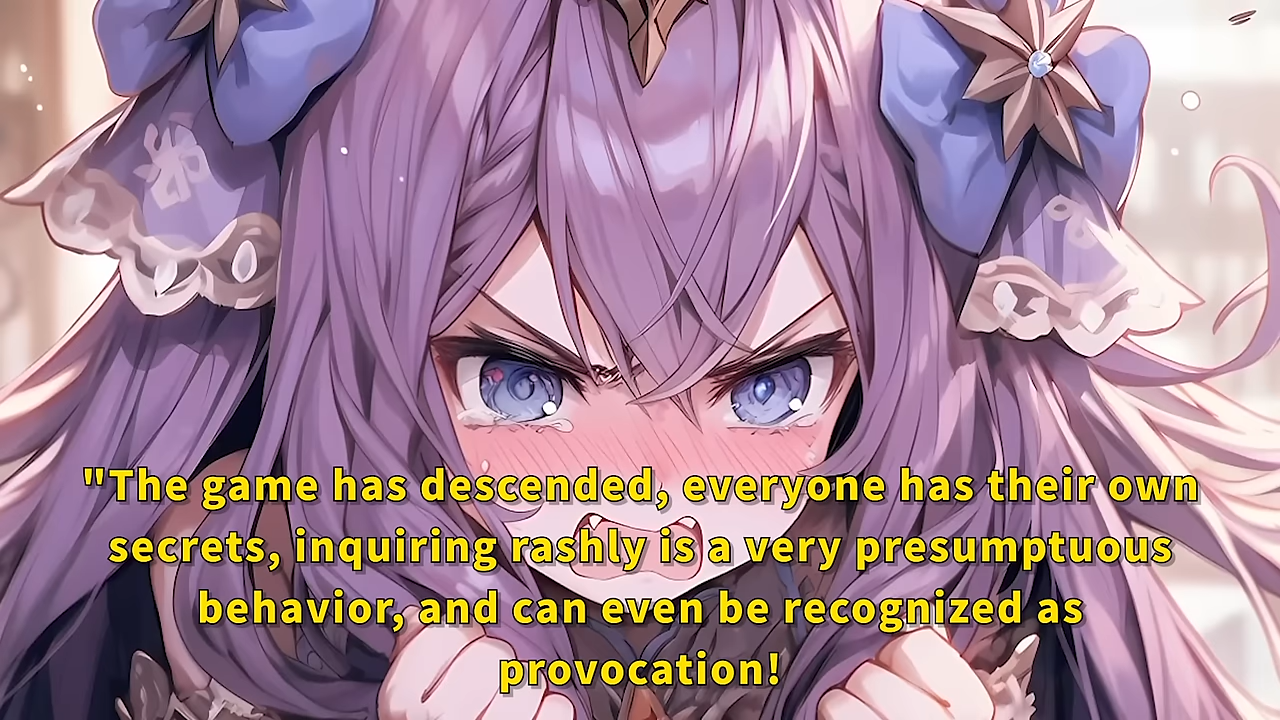 "The game has descended, everyone has their own
secrets, inquiring rashly is a very presumptuous
behavior, and can even be recognized as
provocation!